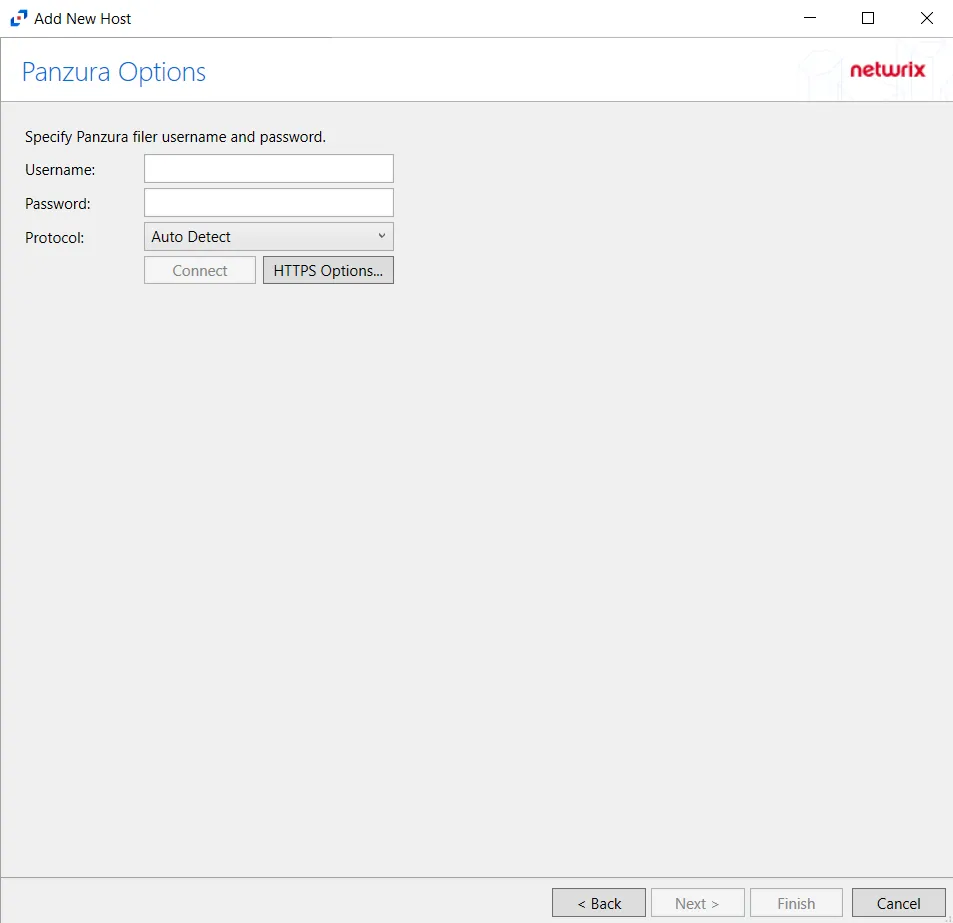 Add New Host
Panzura Options
netwrix
Specify Panzura filer username and password.
Username:
Password:
Protocol:
Auto Detect
Connect
HTTPS Options...
< Back
Next >
Finish
Cancel